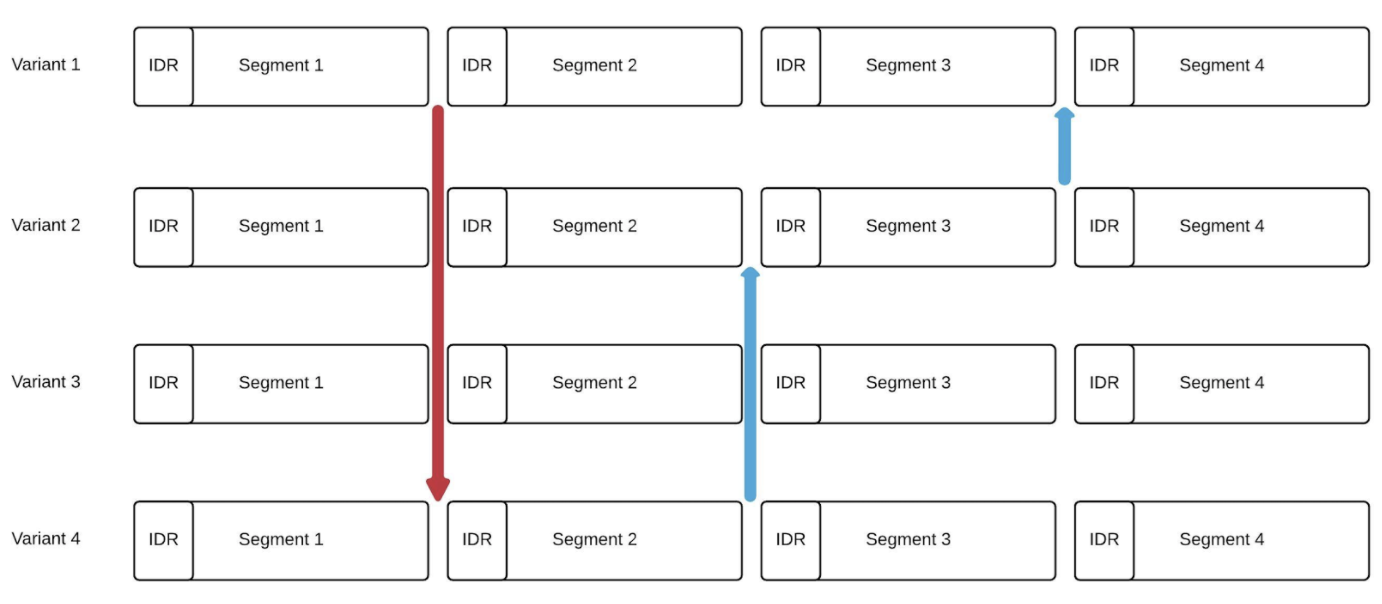 Variant 1 IDR Segment 1 IDR Segment 2 IDR Segment 3 IDR Segment 4
Variant 2 IDR Segment 1 IDR Segment 2 IDR Segment 3 IDR Segment 4
Variant 3 IDR Segment 1 IDR Segment 2 IDR Segment 3 IDR Segment 4
Variant 4 IDR Segment 1 IDR Segment 2 IDR Segment 3 IDR Segment 4